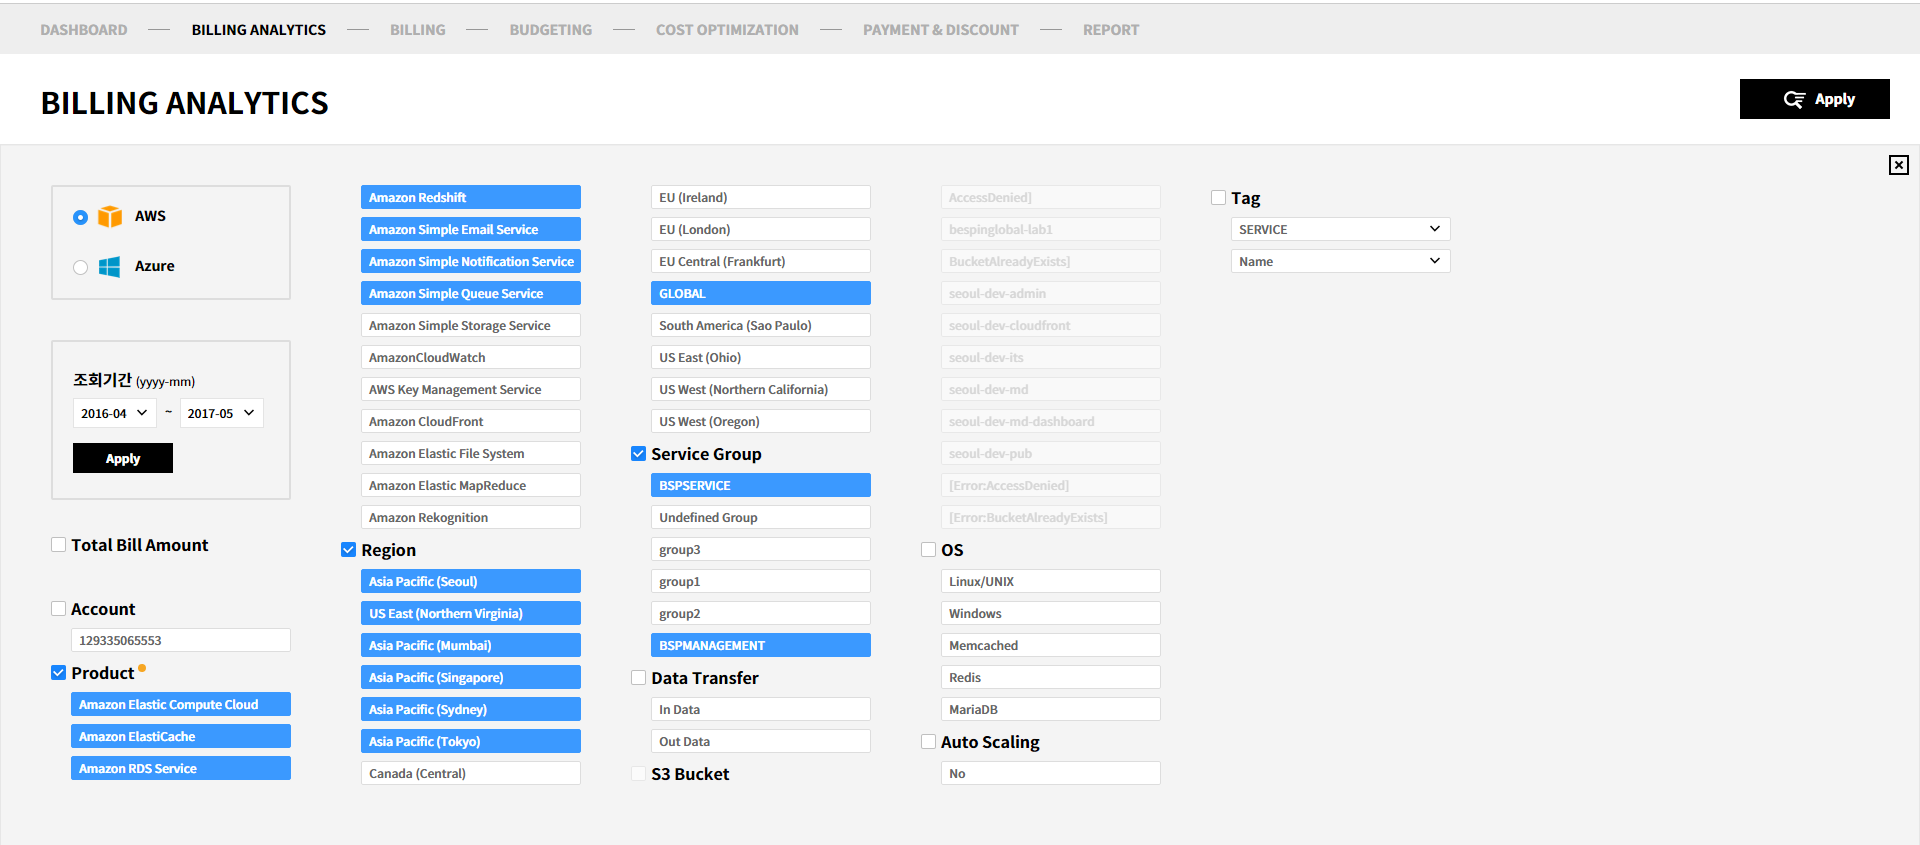 DASHBOARD
BILLING ANALYTICS
BILLING
BUDGETING
COST OPTIMIZATION
PAYMENT & DISCOUNT
REPORT
BILLING ANALYTICS
Apply
AWS
Azure
조회기간 (yyyy-mm)
2016-04 ~ 2017-05
Apply
Total Bill Amount
Account
129335065553
Product
Amazon Elastic Compute Cloud
Amazon ElastiCache
Amazon RDS Service
Amazon Redshift
Amazon Simple Email Service
Amazon Simple Notification Service
Amazon Simple Queue Service
Amazon Simple Storage Service
AmazonCloudWatch
AWS Key Management Service
Amazon CloudFront
Amazon Elastic File System
Amazon Elastic MapReduce
Amazon Rekognition
Region
Asia Pacific (Seoul)
US East (Northern Virginia)
Asia Pacific (Mumbai)
Asia Pacific (Singapore)
Asia Pacific (Sydney)
Asia Pacific (Tokyo)
Canada (Central)
EU (Ireland)
EU (London)
EU Central (Frankfurt)
GLOBAL
South America (Sao Paulo)
US East (Ohio)
US West (Northern California)
US West (Oregon)
Service Group
BSPSERVICE
Undefined Group
group3
group1
group2
BSPMANAGEMENT
Data Transfer
In Data
Out Data
S3 Bucket
AccessDenied]
bespinglobal-lab1
BucketAlreadyExists]
seoul-dev-admin
seoul-dev-cloudfront
seoul-dev-its
seoul-dev-md
seoul-dev-md-dashboard
seoul-dev-pub
[Error:AccessDenied]
[Error:BucketAlreadyExists]
OS
Linux/UNIX
Windows
Memcached
Redis
MariaDB
Auto Scaling
No
Tag
SERVICE
Name